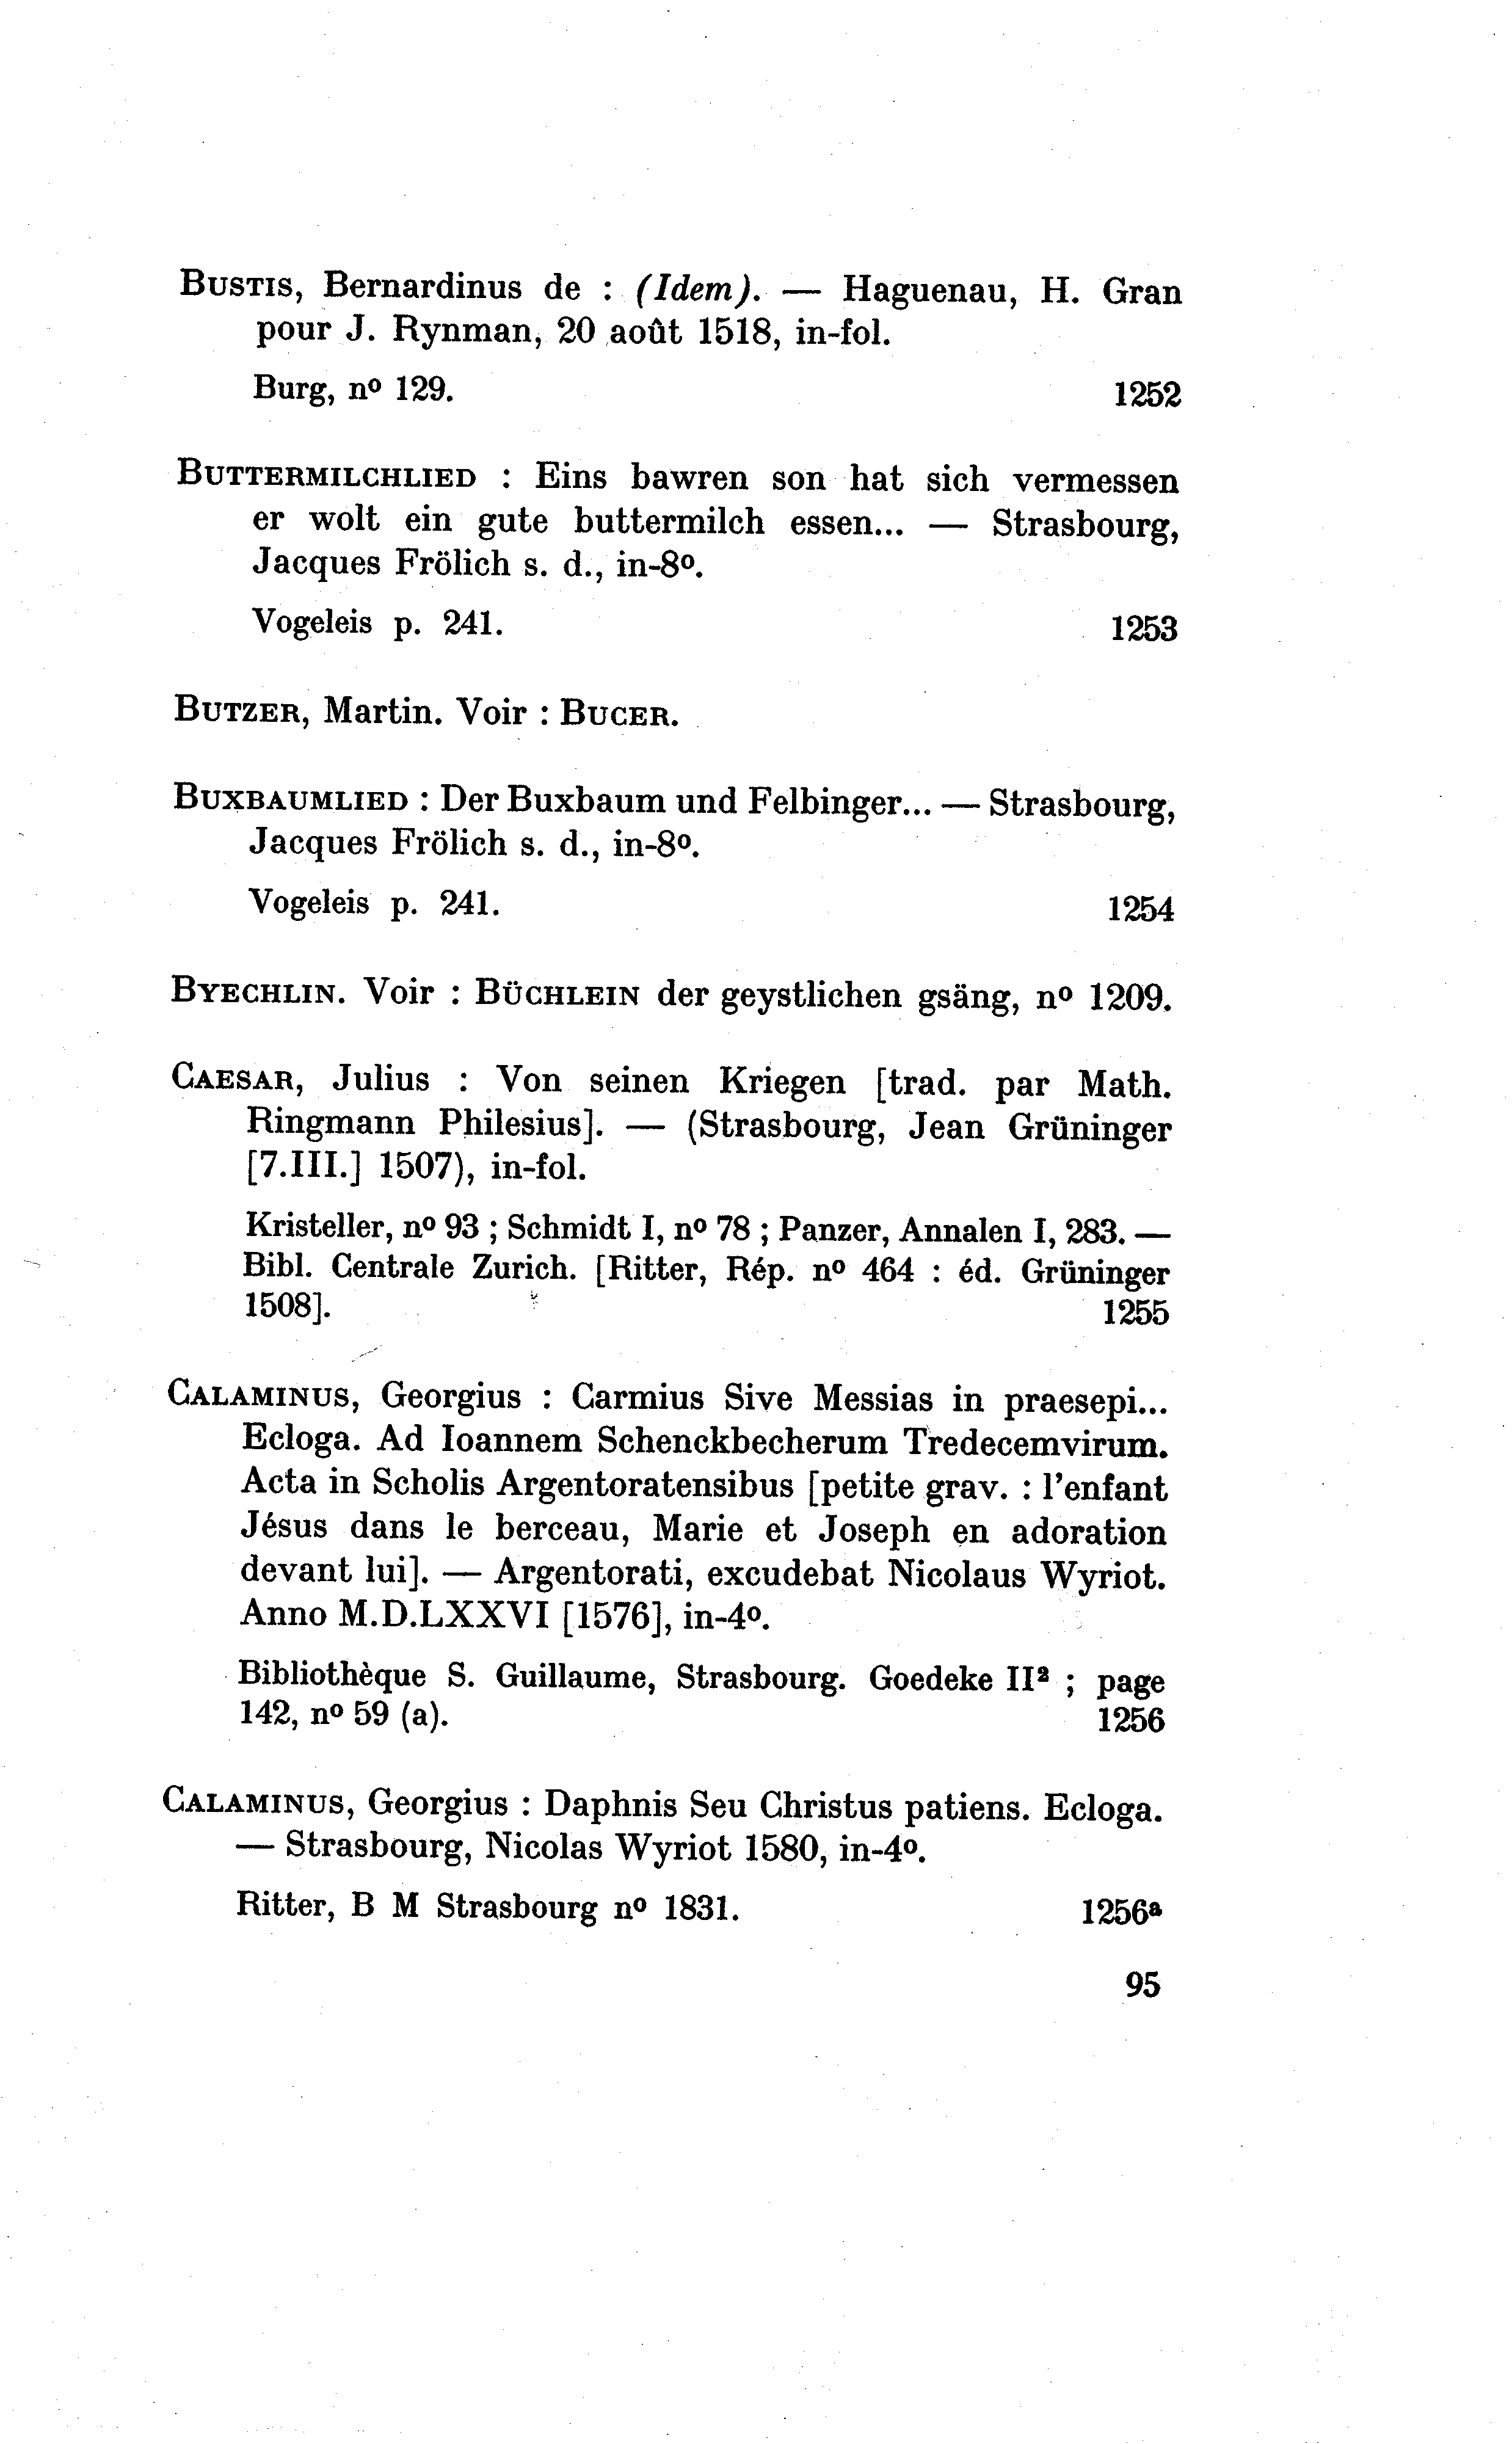 BUSTIS, Bernardinus de : (Idem). — Haguenau, H. Gran
pour J. Rynman, 20 août 1518, in-fol.
Burg, nº 129. 1252
BUTTERMILCHLIED : Eins bawren son hat sich vermessen
er wolt ein gute buttermilch essen... — Strasbourg,
Jacques Frölich s. d., in-8º.
Vogeleis p. 241. 1253
BUTZER, Martin. Voir : BUCER.
BUXBAUMLIED : Der Buxbaum und Felbinger... — Strasbourg,
Jacques Frölich s. d., in-8º.
Vogeleis p. 241. 1254
BYECHLIN. Voir : BÜCHLEIN der geystlichen gsäng, nº 1209.
CAESAR, Julius : Von seinen Kriegen [trad. par Math.
Ringmann Philesius]. — (Strasbourg, Jean Grüninger
[7.III.] 1507), in-fol.
Kristeller, nº 93 ; Schmidt I, nº 78 ; Panzer, Annalen I, 283. —
Bibl. Centrale Zurich. [Ritter, Rép. nº 464 : éd. Grüninger
1508]. 1255
CALAMINUS, Georgius : Carmius Sive Messias in praesepi...
Ecloga. Ad Ioannem Schenckbecherum Tredecemvirum.
Acta in Scholis Argentoratensibus [petite grav. : l'enfant
Jésus dans le berceau, Marie et Joseph en adoration
devant lui]. — Argentorati, excudebat Nicolaus Wyriot.
Anno M.D.LXXVI [1576], in-4º.
Bibliothèque S. Guillaume, Strasbourg. Goedeke II² ; page
142, nº 59 (a). 1256
CALAMINUS, Georgius : Daphnis Seu Christus patiens. Ecloga.
— Strasbourg, Nicolas Wyriot 1580, in-4º.
Ritter, B M Strasbourg nº 1831. 1256ª
95